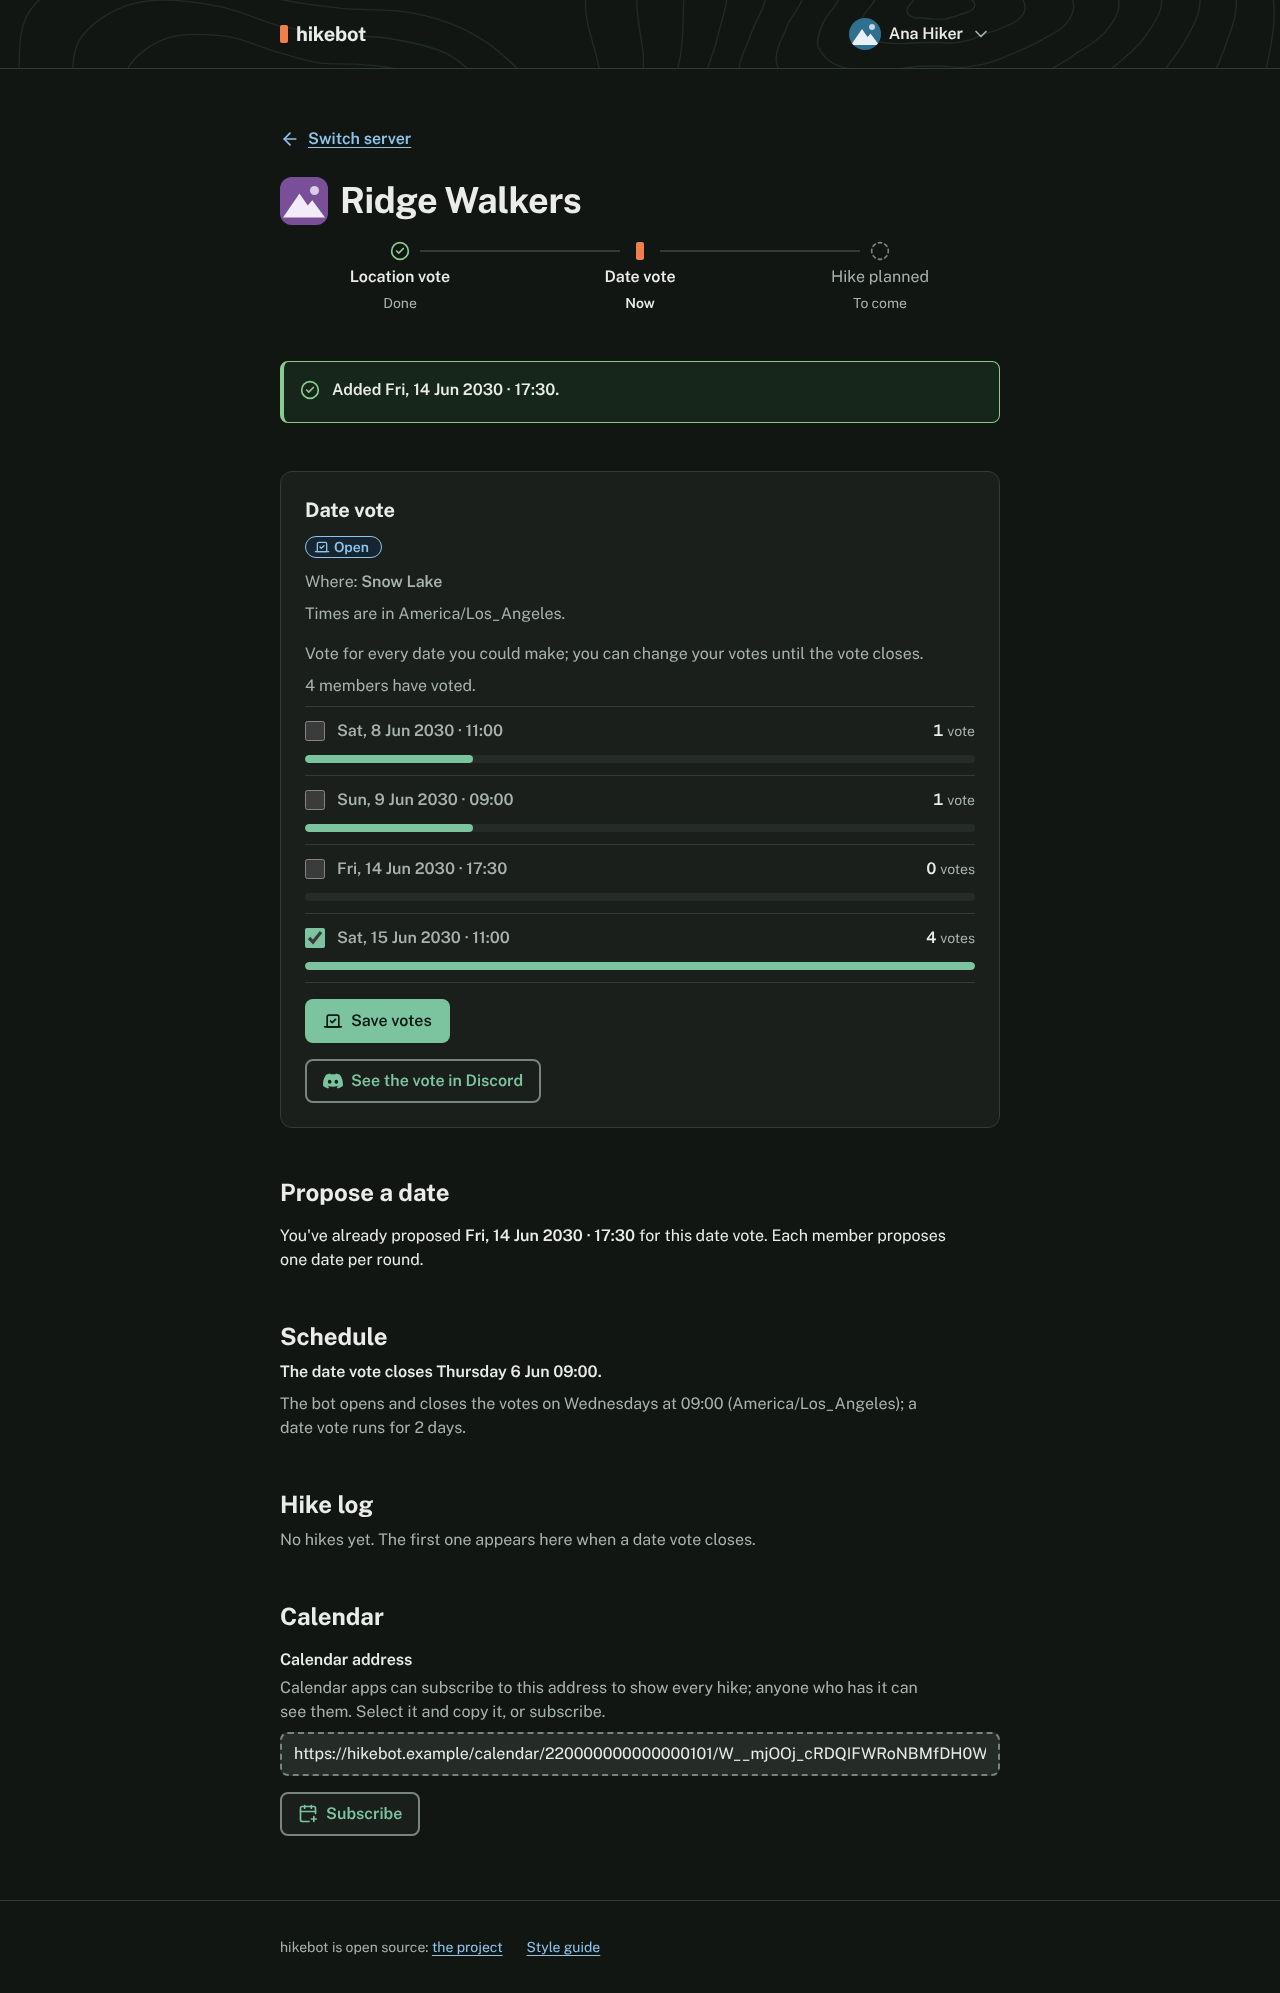 hikebot
Ana Hiker
Switch server
Ridge Walkers
Location vote
Done
Date vote
Now
Hike planned
To come
Added Fri, 14 Jun 2030 · 17:30.
Date vote
Open
Where: Snow Lake
Times are in America/Los_Angeles.
Vote for every date you could make; you can change your votes until the vote closes.
4 members have voted.
Sat, 8 Jun 2030 · 11:00 1 vote
Sun, 9 Jun 2030 · 09:00 1 vote
Fri, 14 Jun 2030 · 17:30 0 votes
Sat, 15 Jun 2030 · 11:00 4 votes
Save votes
See the vote in Discord
Propose a date
You've already proposed Fri, 14 Jun 2030 · 17:30 for this date vote. Each member proposes
one date per round.
Schedule
The date vote closes Thursday 6 Jun 09:00.
The bot opens and closes the votes on Wednesdays at 09:00 (America/Los_Angeles); a
date vote runs for 2 days.
Hike log
No hikes yet. The first one appears here when a date vote closes.
Calendar
Calendar address
Calendar apps can subscribe to this address to show every hike; anyone who has it can
see them. Select it and copy it, or subscribe.
https://hikebot.example/calendar/220000000000000101/W__mjOOj_cRDQIFWRoNBMfDH0W
Subscribe
hikebot is open source: the project Style guide